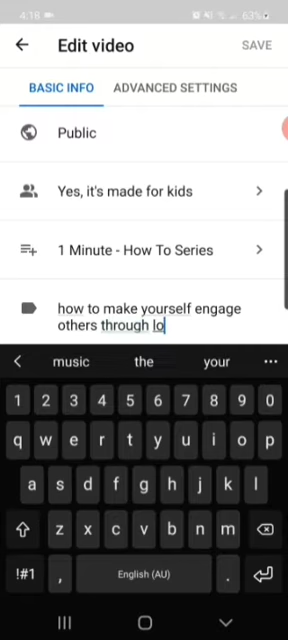 4:18
63%
Edit video
SAVE
BASIC INFO
ADVANCED SETTINGS
Public
Yes, it's made for kids
1 Minute - How To Series
how to make yourself engage
others through lo
music the your
1 2 3 4 5 6 7 8 9 0
q w e r t y u i o p
a s d f g h j k l
z x c v b n m
!#1 , English (AU) .